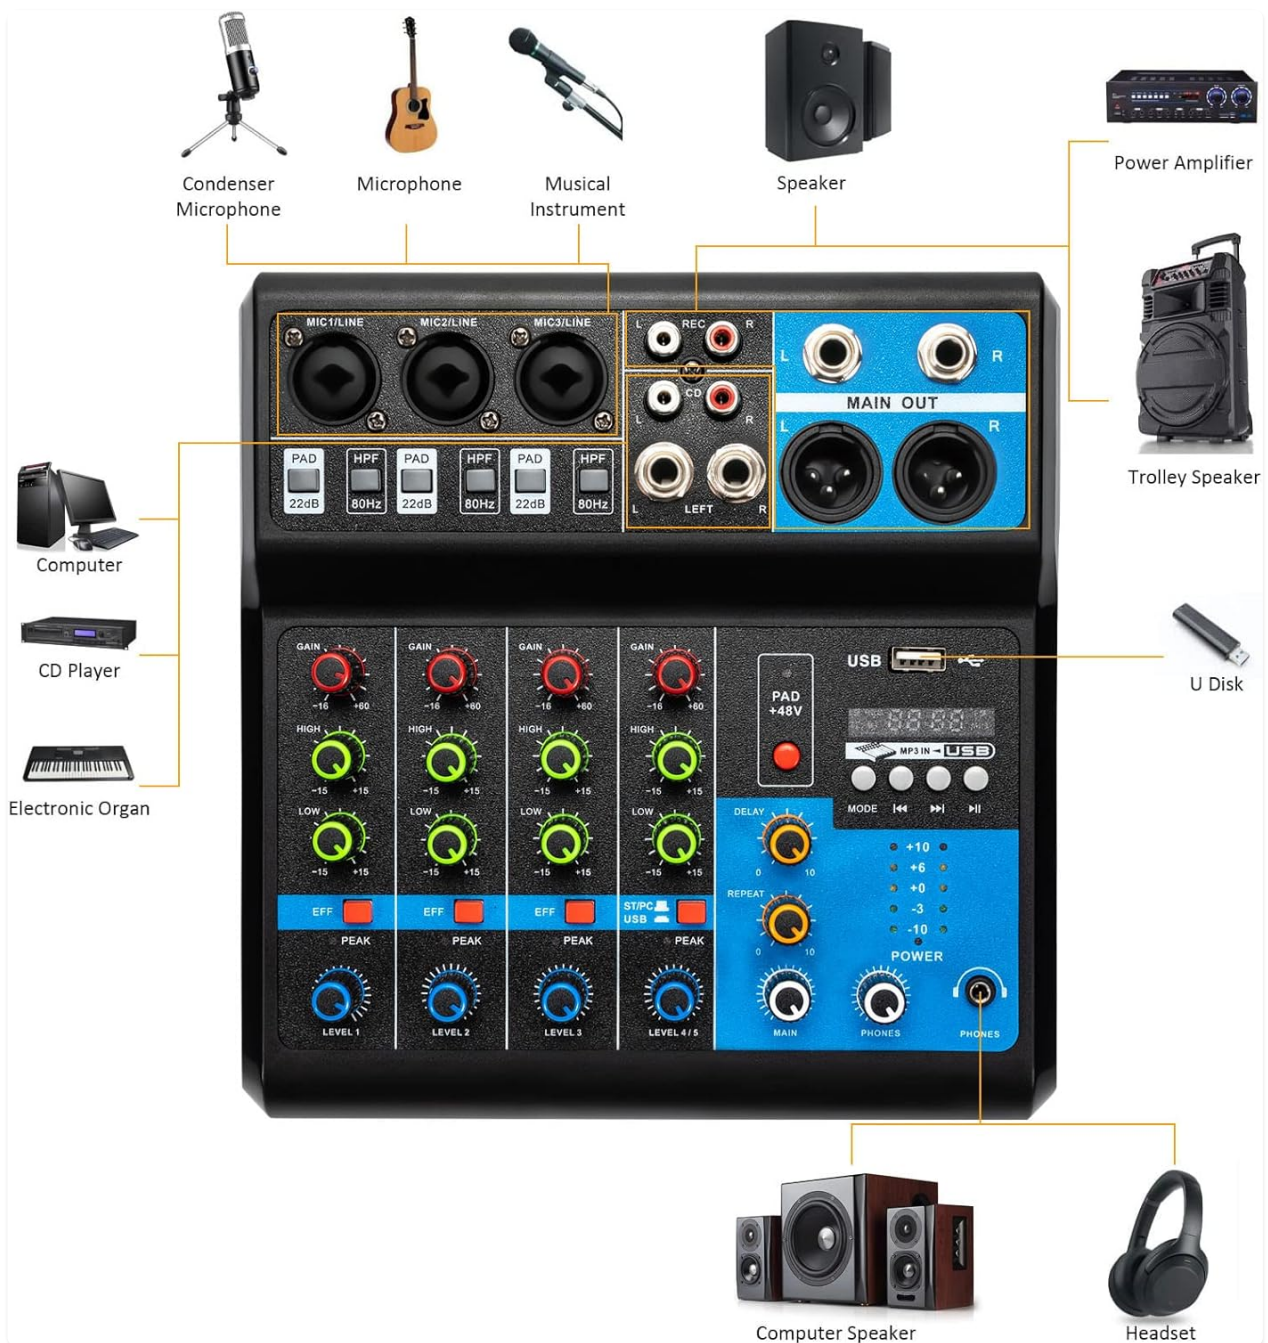 Condenser
Microphone
Microphone
Musical
Instrument
Speaker
Power Amplifier
Trolley Speaker
Computer
CD Player
Electronic Organ
U Disk
Computer Speaker
Headset
MIC1/LINE
MIC2/LINE
MIC3/LINE
L REC R
CD
L R
L R
MAIN OUT
L R
L LEFT R
PAD HPF PAD HPF PAD HPF
22dB 80Hz 22dB 80Hz 22dB 80Hz
GAIN GAIN GAIN GAIN
-16 +60 -16 +60 -16 +60 -16 +60
HIGH HIGH HIGH HIGH
-15 +15 -15 +15 -15 +15 -15 +15
LOW LOW LOW LOW
-15 +15 -15 +15 -15 +15 -15 +15
EFF EFF EFF ST/PC
USB
PEAK PEAK PEAK PEAK
LEVEL 1 LEVEL 2 LEVEL 3 LEVEL 4 / 5
USB
PAD
+48V
88:88
MP3 IN USB
MODE
DELAY
0 10
REPEAT
0 10
+10
+6
+0
-3
-10
POWER
MAIN PHONES PHONES